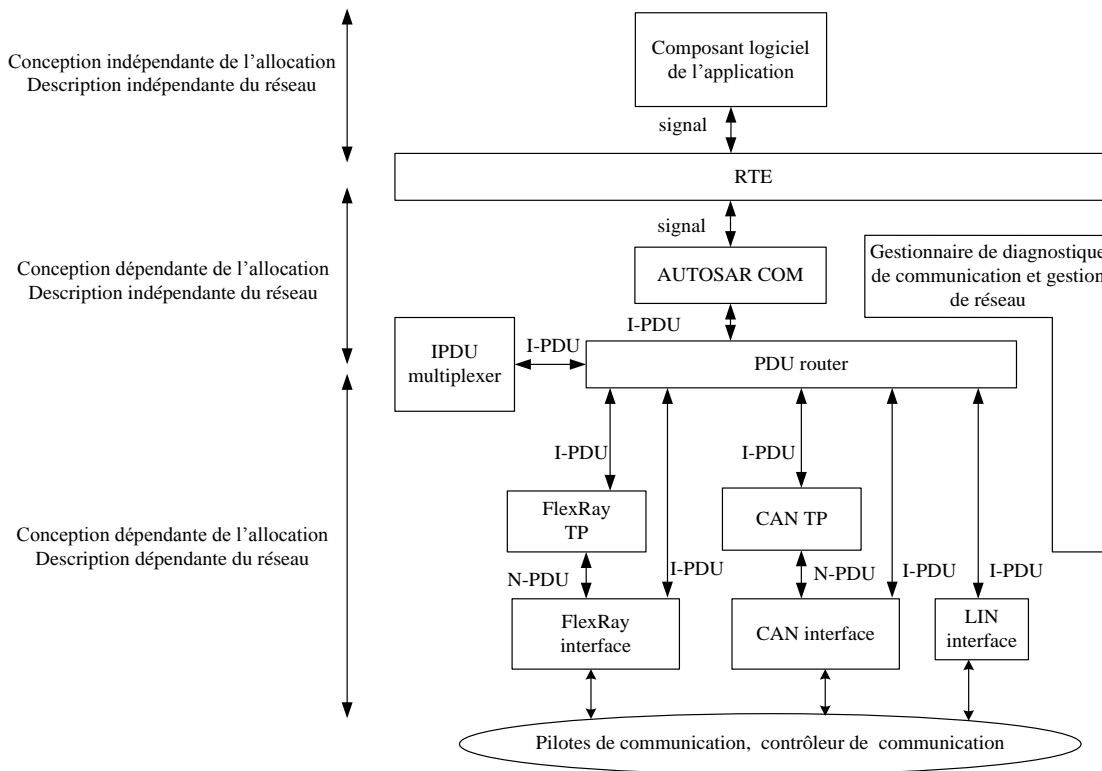 Conception indépendante de l'allocation
Description indépendante du réseau
Composant logiciel
de l'application
signal
RTE
signal
Conception dépendante de l'allocation
Description indépendante du réseau
AUTOSAR COM
Gestionnaire de diagnostique
de communication et gestion
de réseau
I-PDU
IPDU
multiplexer
I-PDU
PDU router
I-PDU
I-PDU
Conception dépendante de l'allocation
Description dépendante du réseau
FlexRay
TP
CAN TP
N-PDU
I-PDU
N-PDU
I-PDU
I-PDU
FlexRay
interface
CAN interface
LIN
interface
Pilotes de communication, contrôleur de communication